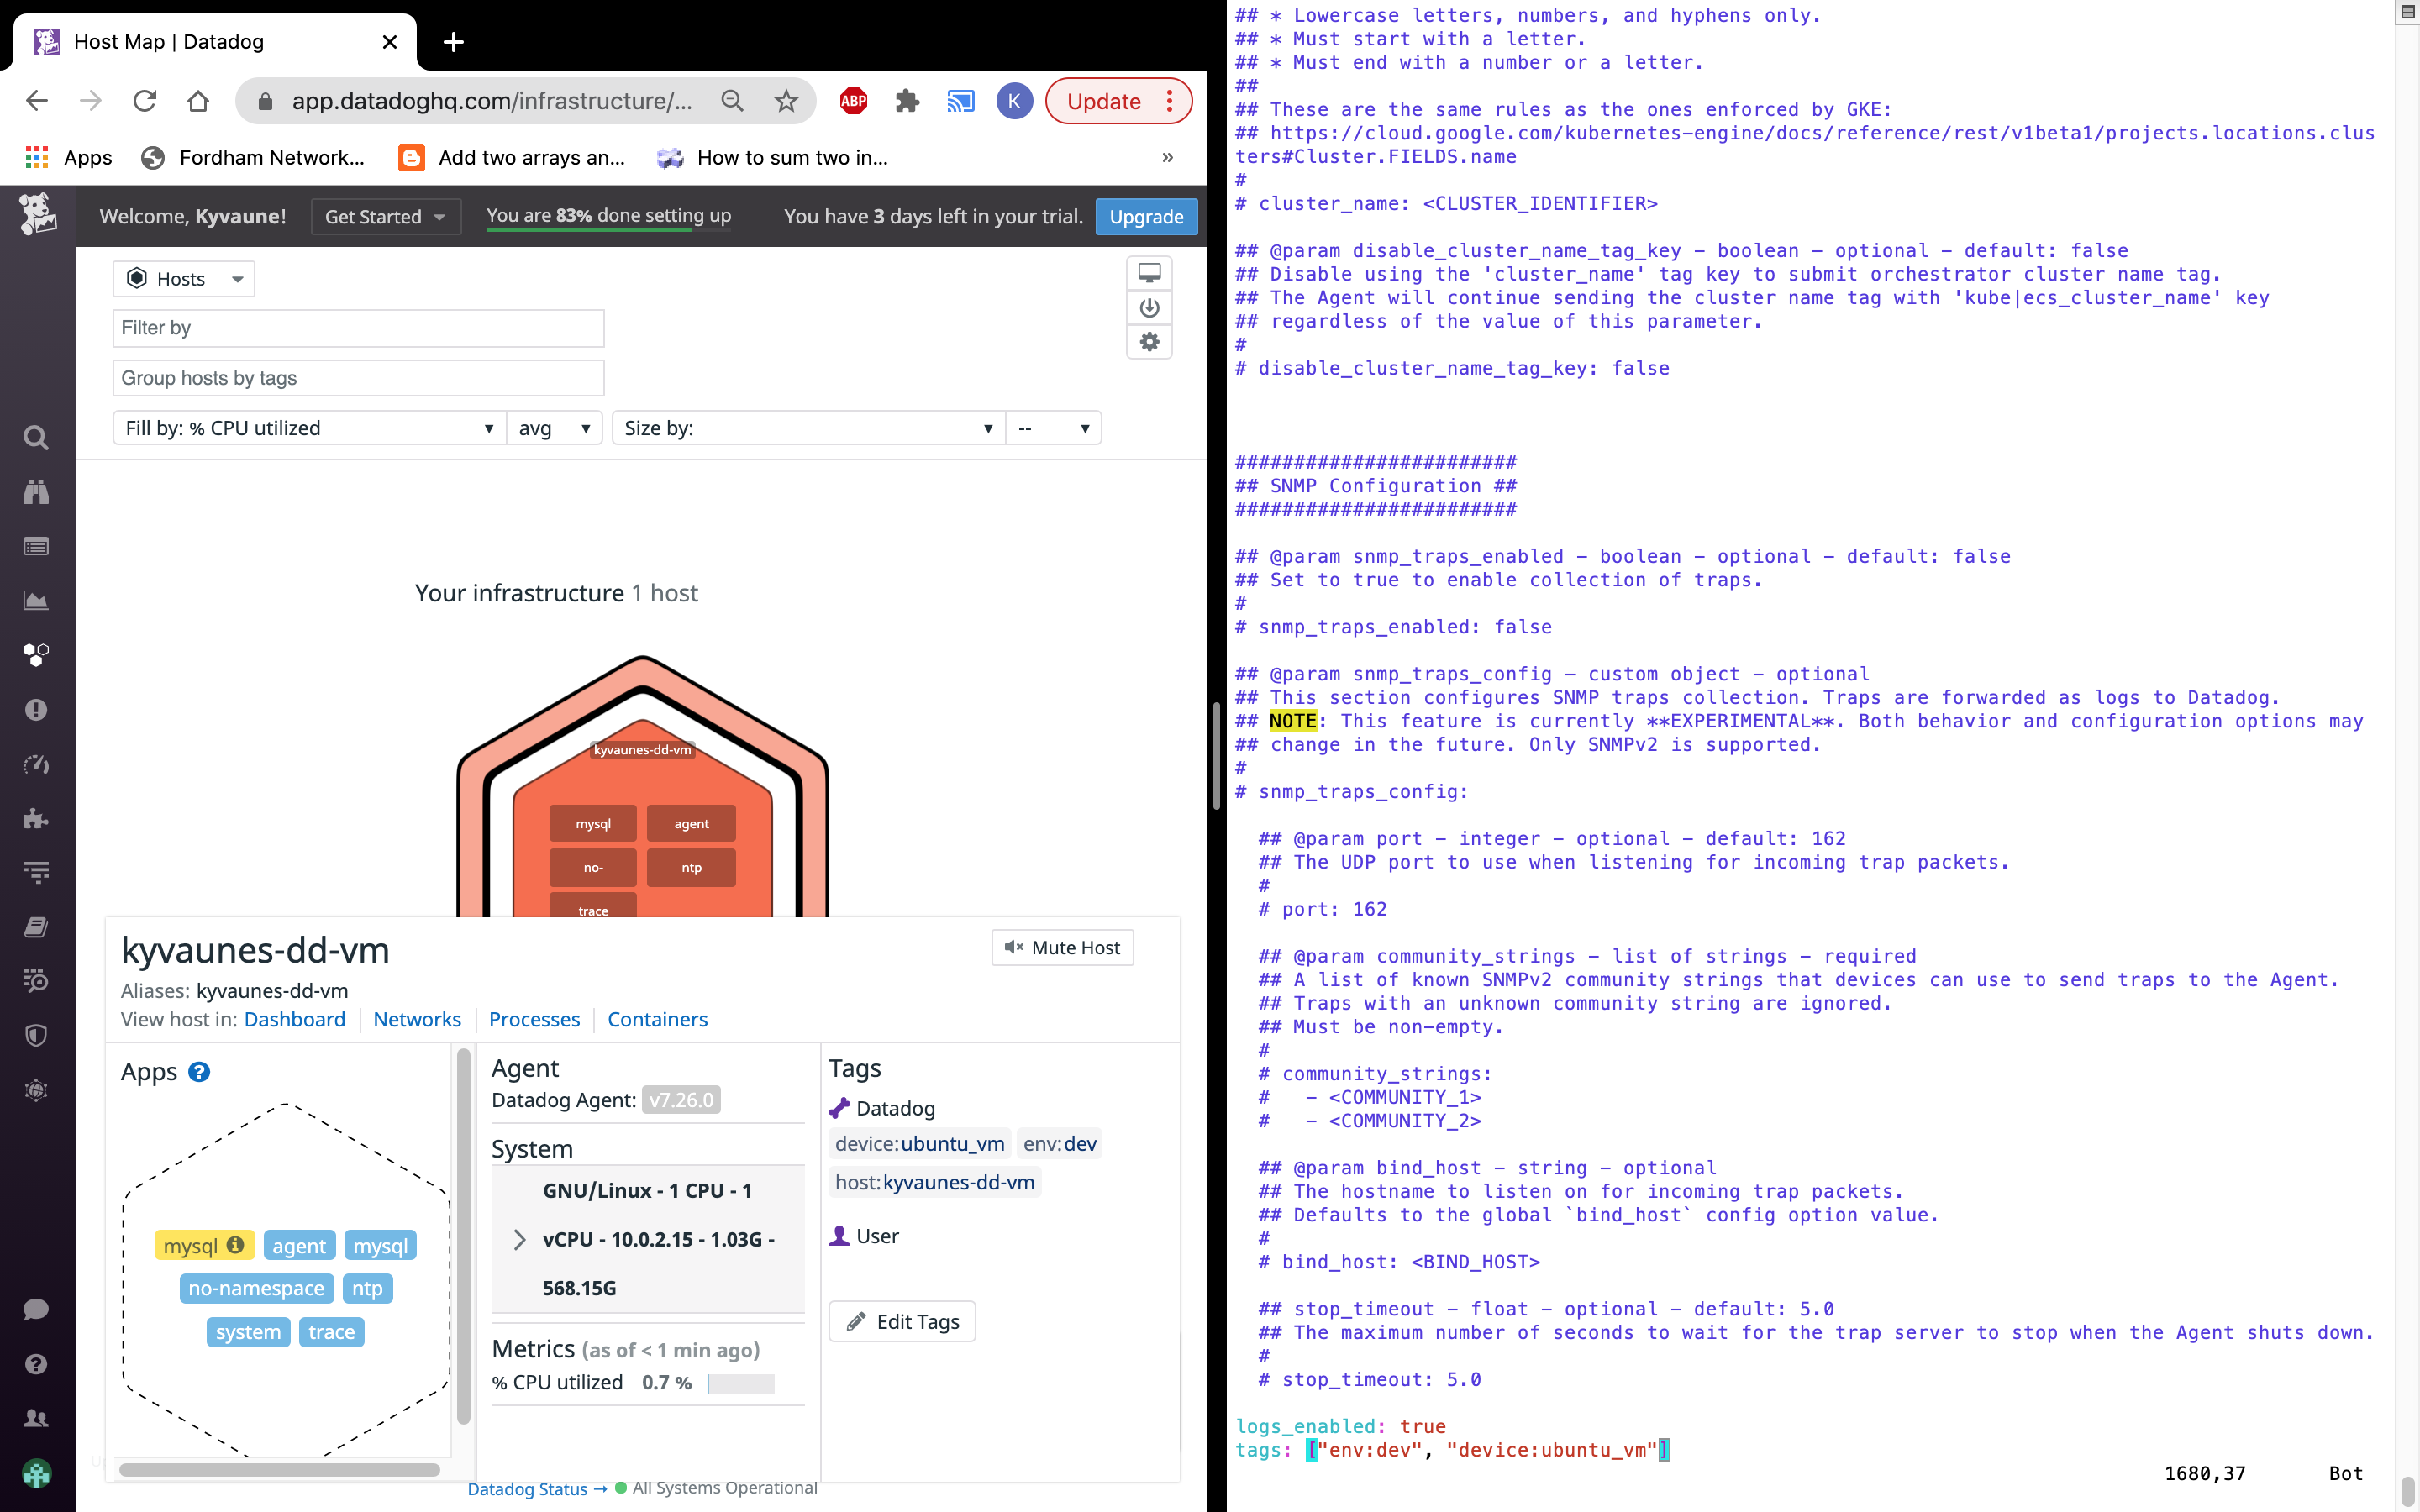 Host Map | Datadog
app.datadoghq.com/infrastructure/...
ABP
K
Update
Apps
Fordham Network...
Add two arrays an...
How to sum two in...
»
Welcome, Kyvaune!
Get Started
You are 83% done setting up
You have 3 days left in your trial.
Upgrade
Hosts
Filter by
Group hosts by tags
Fill by: % CPU utilized
avg
Size by:
--
Your infrastructure 1 host
kyvaunes-dd-vm
mysql
agent
no-
ntp
trace
kyvaunes-dd-vm
Mute Host
Aliases: kyvaunes-dd-vm
View host in: Dashboard
Networks
Processes
Containers
Apps
mysql
agent
mysql
no-namespace
ntp
system
trace
Agent
Datadog Agent: v7.26.0
System
GNU/Linux - 1 CPU - 1
vCPU - 10.0.2.15 - 1.03G -
568.15G
Metrics (as of < 1 min ago)
% CPU utilized 0.7 %
Tags
Datadog
device:ubuntu_vm env:dev
host:kyvaunes-dd-vm
User
Edit Tags
Datadog Status → All Systems Operational
## * Lowercase letters, numbers, and hyphens only.
## * Must start with a letter.
## * Must end with a number or a letter.
##
## These are the same rules as the ones enforced by GKE:
## https://cloud.google.com/kubernetes-engine/docs/reference/rest/v1beta1/projects.locations.clus
ters#Cluster.FIELDS.name
#
# cluster_name: <CLUSTER_IDENTIFIER>
## @param disable_cluster_name_tag_key - boolean - optional - default: false
## Disable using the 'cluster_name' tag key to submit orchestrator cluster name tag.
## The Agent will continue sending the cluster name tag with 'kube|ecs_cluster_name' key
## regardless of the value of this parameter.
#
# disable_cluster_name_tag_key: false
########################
## SNMP Configuration ##
########################
## @param snmp_traps_enabled - boolean - optional - default: false
## Set to true to enable collection of traps.
#
# snmp_traps_enabled: false
## @param snmp_traps_config - custom object - optional
## This section configures SNMP traps collection. Traps are forwarded as logs to Datadog.
## NOTE: This feature is currently **EXPERIMENTAL**. Both behavior and configuration options may
## change in the future. Only SNMPv2 is supported.
#
# snmp_traps_config:
## @param port - integer - optional - default: 162
## The UDP port to use when listening for incoming trap packets.
#
# port: 162
## @param community_strings - list of strings - required
## A list of known SNMPv2 community strings that devices can use to send traps to the Agent.
## Traps with an unknown community string are ignored.
## Must be non-empty.
#
# community_strings:
#   - <COMMUNITY_1>
#   - <COMMUNITY_2>
## @param bind_host - string - optional
## The hostname to listen on for incoming trap packets.
## Defaults to the global `bind_host` config option value.
#
# bind_host: <BIND_HOST>
## stop_timeout - float - optional - default: 5.0
## The maximum number of seconds to wait for the trap server to stop when the Agent shuts down.
#
# stop_timeout: 5.0
logs_enabled: true
tags: ["env:dev", "device:ubuntu_vm"]
1680,37
Bot